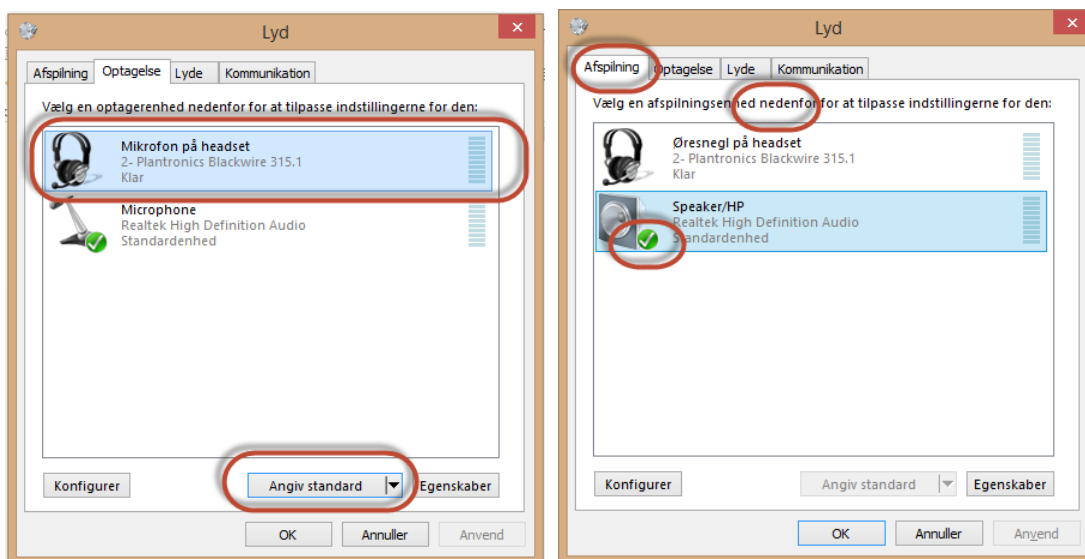 Lyd
Afspilning Optagelse Lyde Kommunikation
Vælg en optagerenhed nedenfor for at tilpasse indstillingerne for den:
Mikrofon på headset
2- Plantronics Blackwire 315.1
Klar
Microphone
Realtek High Definition Audio
Standardenhed
Konfigurer Angiv standard Egenskaber
OK Annuller Anvend
Lyd
Afspilning Optagelse Lyde Kommunikation
Vælg en afspilningsenhed nedenfor for at tilpasse indstillingerne for den:
Øresnegl på headset
2- Plantronics Blackwire 315.1
Klar
Speaker/HP
Realtek High Definition Audio
Standardenhed
Konfigurer Angiv standard Egenskaber
OK Annuller Anvend